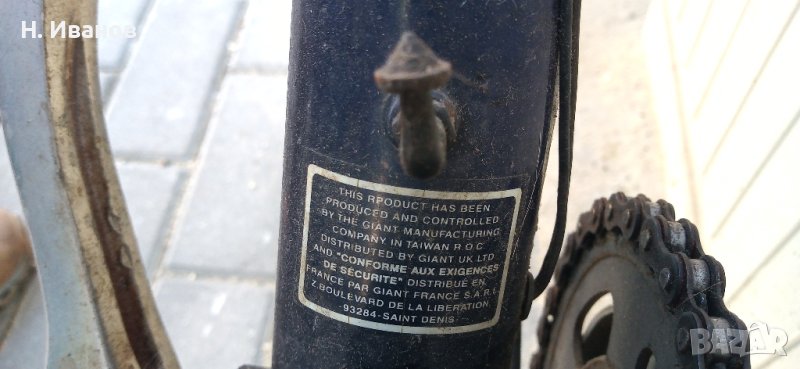 Н. Иванов
THIS RPODUCT HAS BEEN
PRODUCED AND CONTROLLED
BY THE GIANT MANUFACTURING
COMPANY IN TAIWAN R.O.C.
DISTRIBUTED BY GIANT UK LTD
AND "CONFORME AUX EXIGENCES
DE SECURITE" DISTRIBUÉ EN
FRANCE PAR GIANT FRANCE S.A.R.L
Z.BOULEVARD DE LA LIBERATION
-93284-SAINT DENIS-
BAZAR